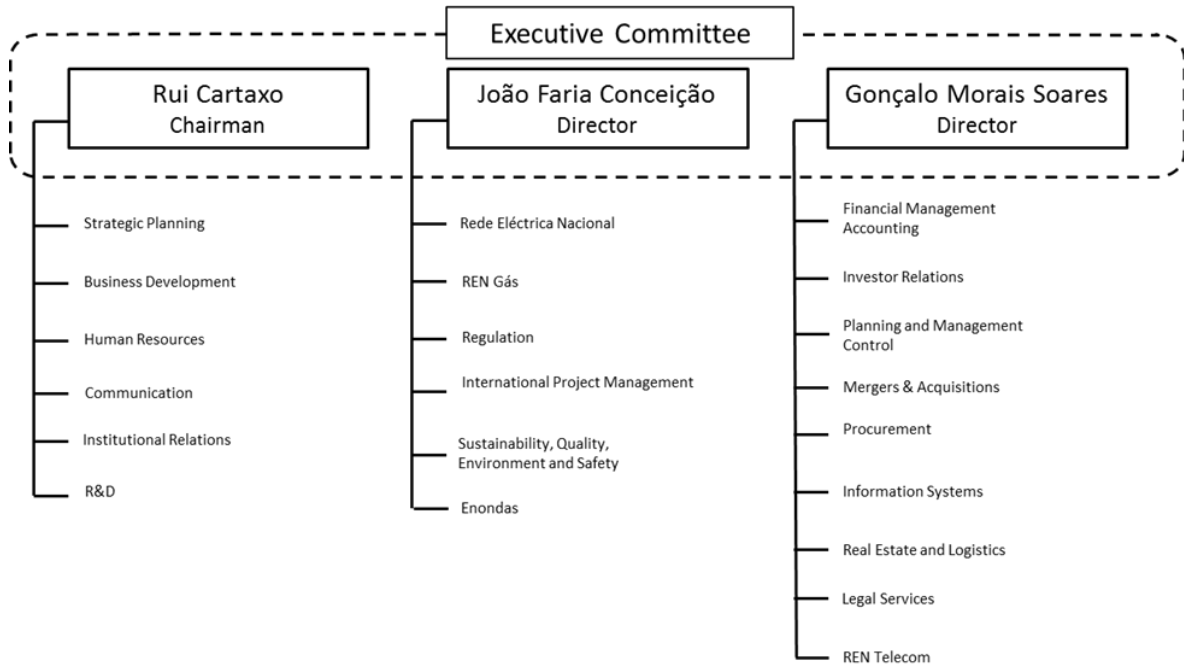 Executive Committee
Rui Cartaxo
Chairman
João Faria Conceição
Director
Gonçalo Morais Soares
Director
Strategic Planning
Business Development
Human Resources
Communication
Institutional Relations
R&D
Rede Eléctrica Nacional
REN Gás
Regulation
International Project Management
Sustainability, Quality,
Environment and Safety
Enondas
Financial Management
Accounting
Investor Relations
Planning and Management
Control
Mergers & Acquisitions
Procurement
Information Systems
Real Estate and Logistics
Legal Services
REN Telecom